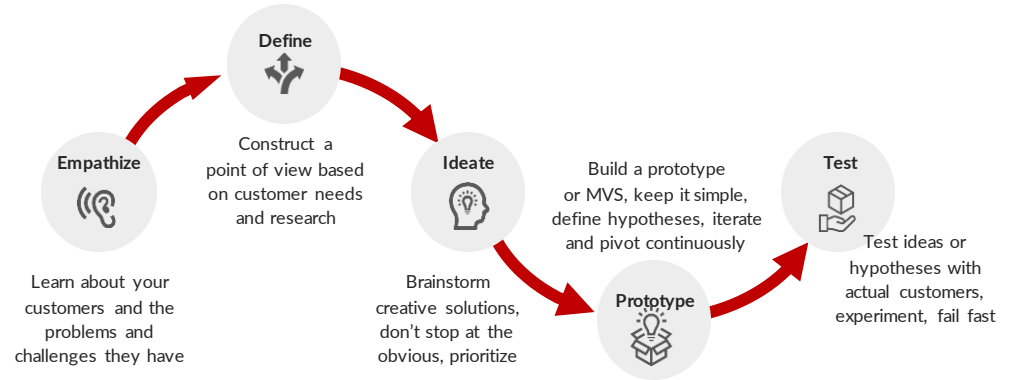 Empathize
Learn about your
customers and the
problems and
challenges they have
Define
Construct a
point of view based
on customer needs
and research
Ideate
Brainstorm
creative solutions,
don't stop at the
obvious, prioritize
Build a prototype
or MVS, keep it simple,
define hypotheses, iterate
and pivot continuously
Prototype
Test
Test ideas or
hypotheses with
actual customers,
experiment, fail fast